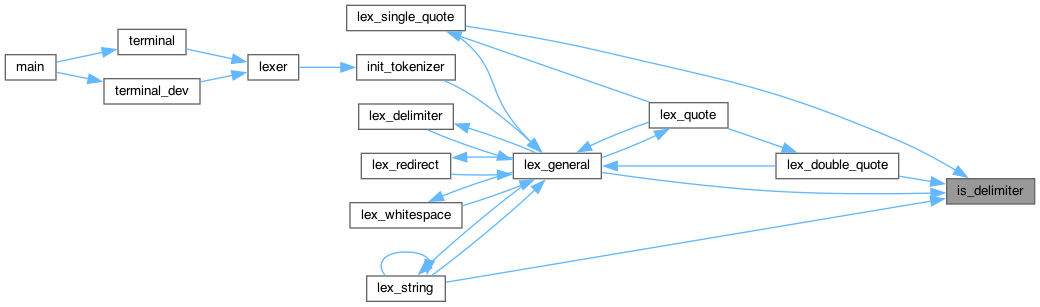 main
terminal
terminal_dev
lexer
lex_single_quote
init_tokenizer
lex_delimiter
lex_redirect
lex_whitespace
lex_string
lex_general
lex_quote
lex_double_quote
is_delimiter